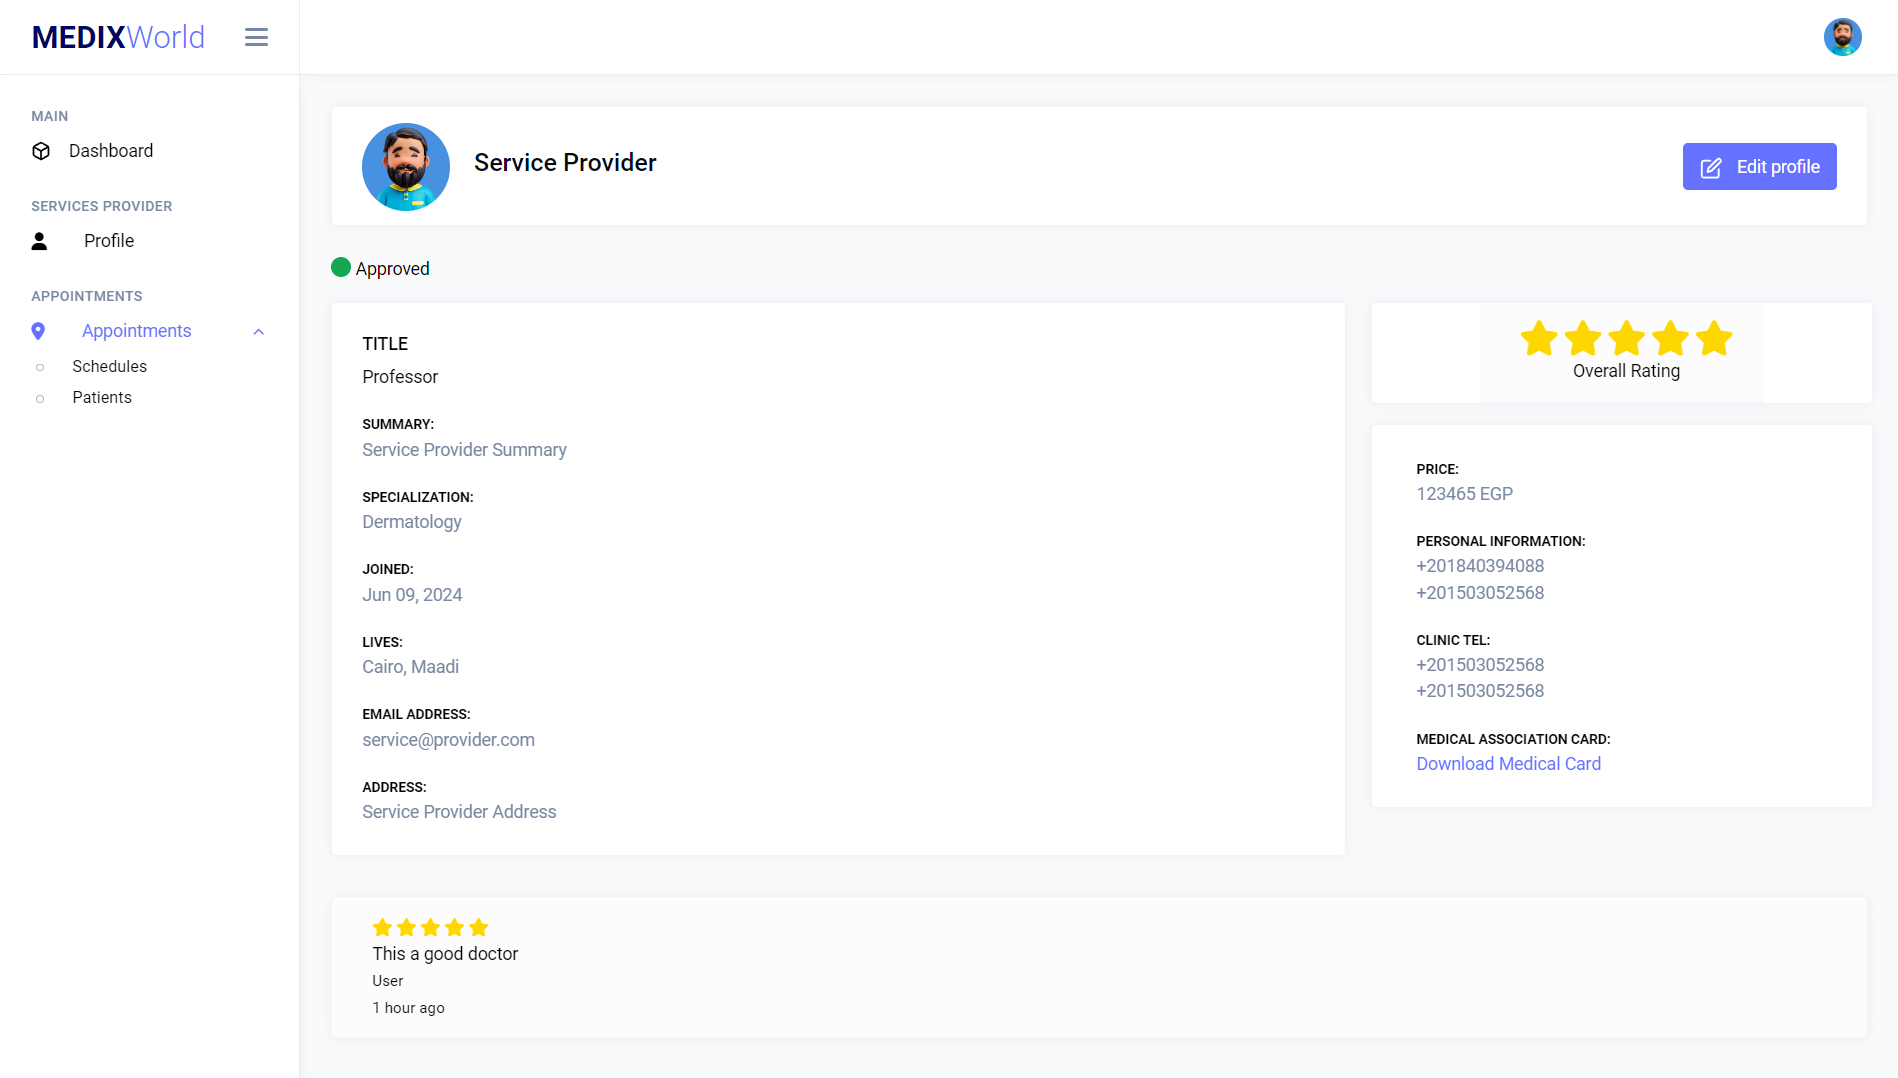 MEDIXWorld
MAIN
Dashboard
SERVICES PROVIDER
Profile
APPOINTMENTS
Appointments
Schedules
Patients
Service Provider
Edit profile
Approved
TITLE
Professor
SUMMARY:
Service Provider Summary
SPECIALIZATION:
Dermatology
JOINED:
Jun 09, 2024
LIVES:
Cairo, Maadi
EMAIL ADDRESS:
service@provider.com
ADDRESS:
Service Provider Address
Overall Rating
PRICE:
123465 EGP
PERSONAL INFORMATION:
+201840394088
+201503052568
CLINIC TEL:
+201503052568
+201503052568
MEDICAL ASSOCIATION CARD:
Download Medical Card
This a good doctor
User
1 hour ago